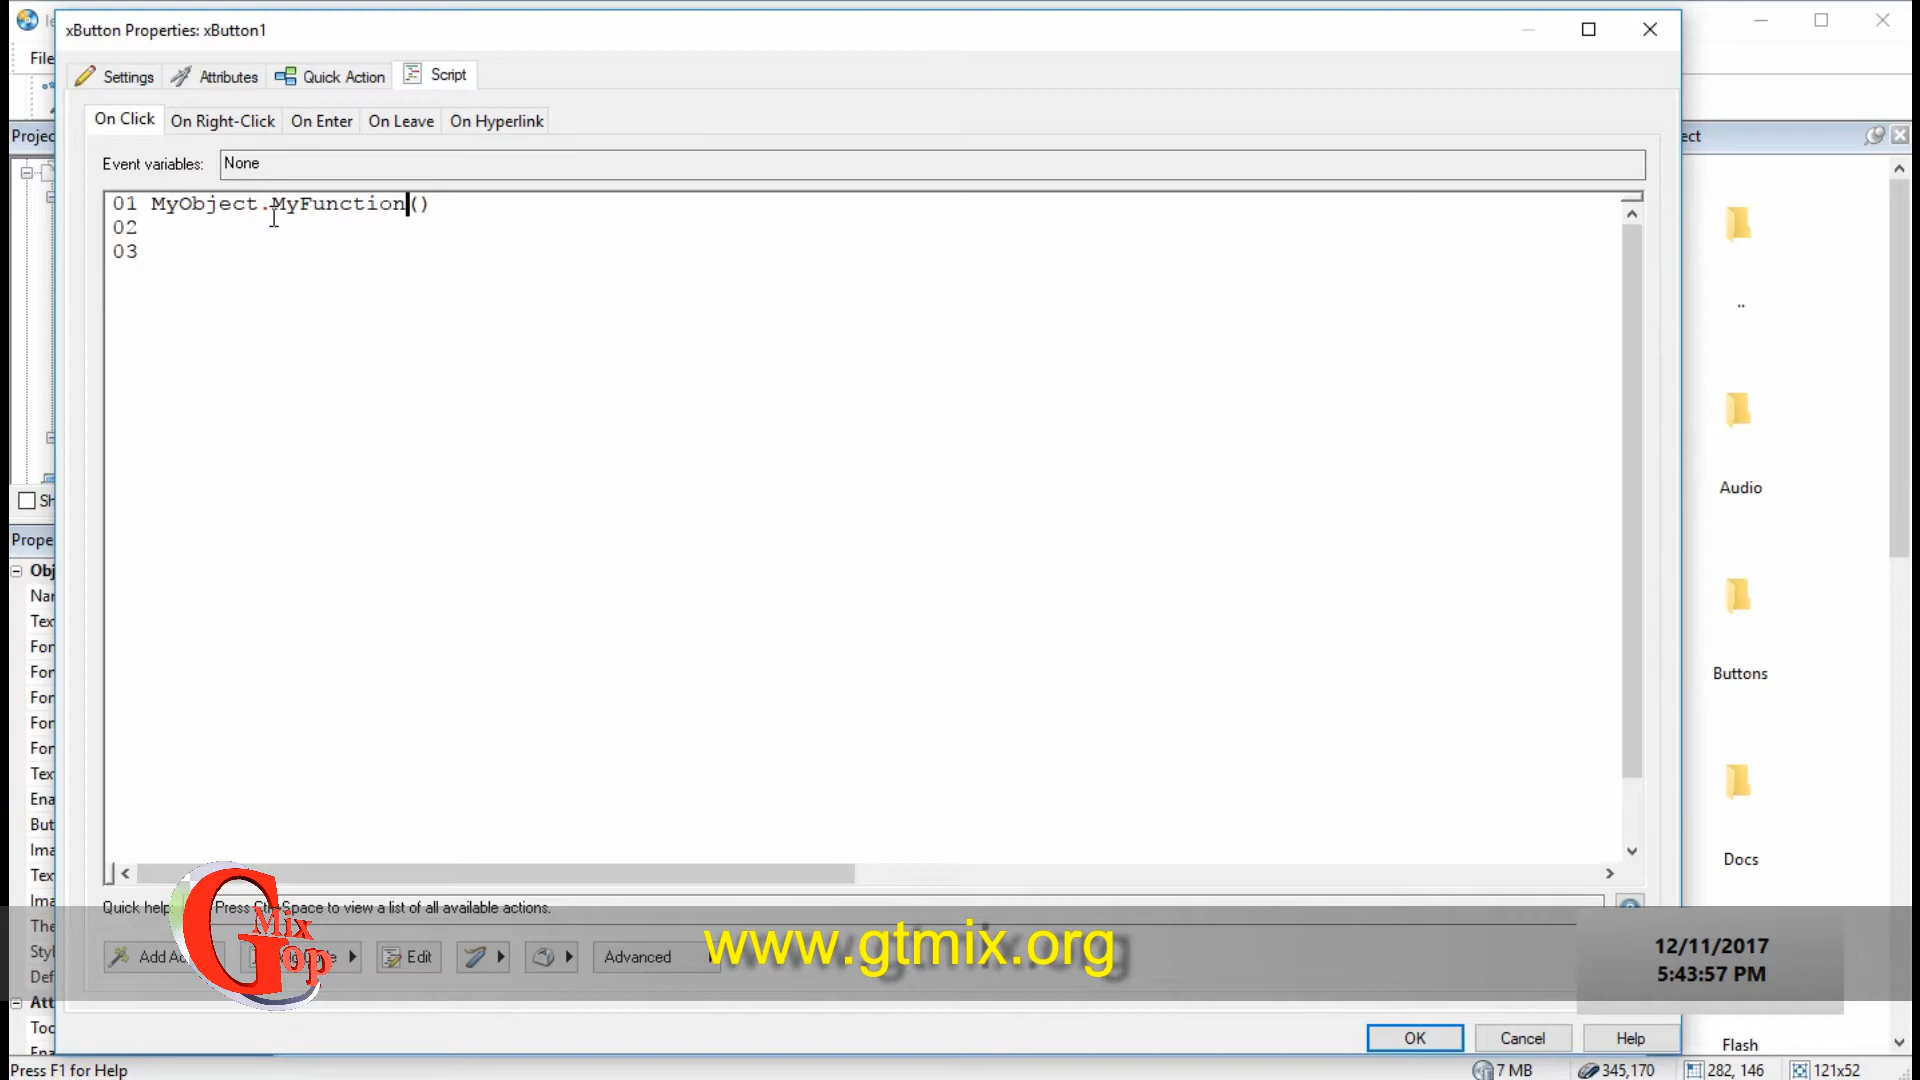 xButton Properties: xButton1
File
Settings
Attributes
Quick Action
Script
On Click
On Right-Click
On Enter
On Leave
On Hyperlink
Event variables:
None
01 MyObject.MyFunction()
02
03
..
Audio
Buttons
Docs
Flash
Quick help:
Press Ctrl+Space to view a list of all available actions.
Edit
Advanced
G Mix Top
www.gtmix.org
12/11/2017
5:43:57 PM
OK
Cancel
Help
Press F1 for Help
7 MB
345,170
282, 146
121x52